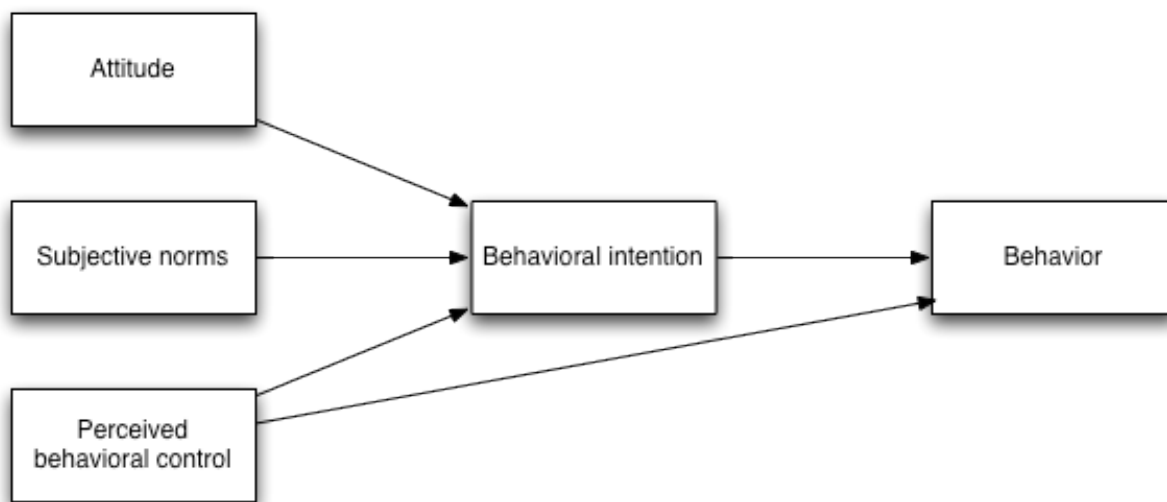 Attitude
Subjective norms
Behavioral intention
Behavior
Perceived
behavioral control